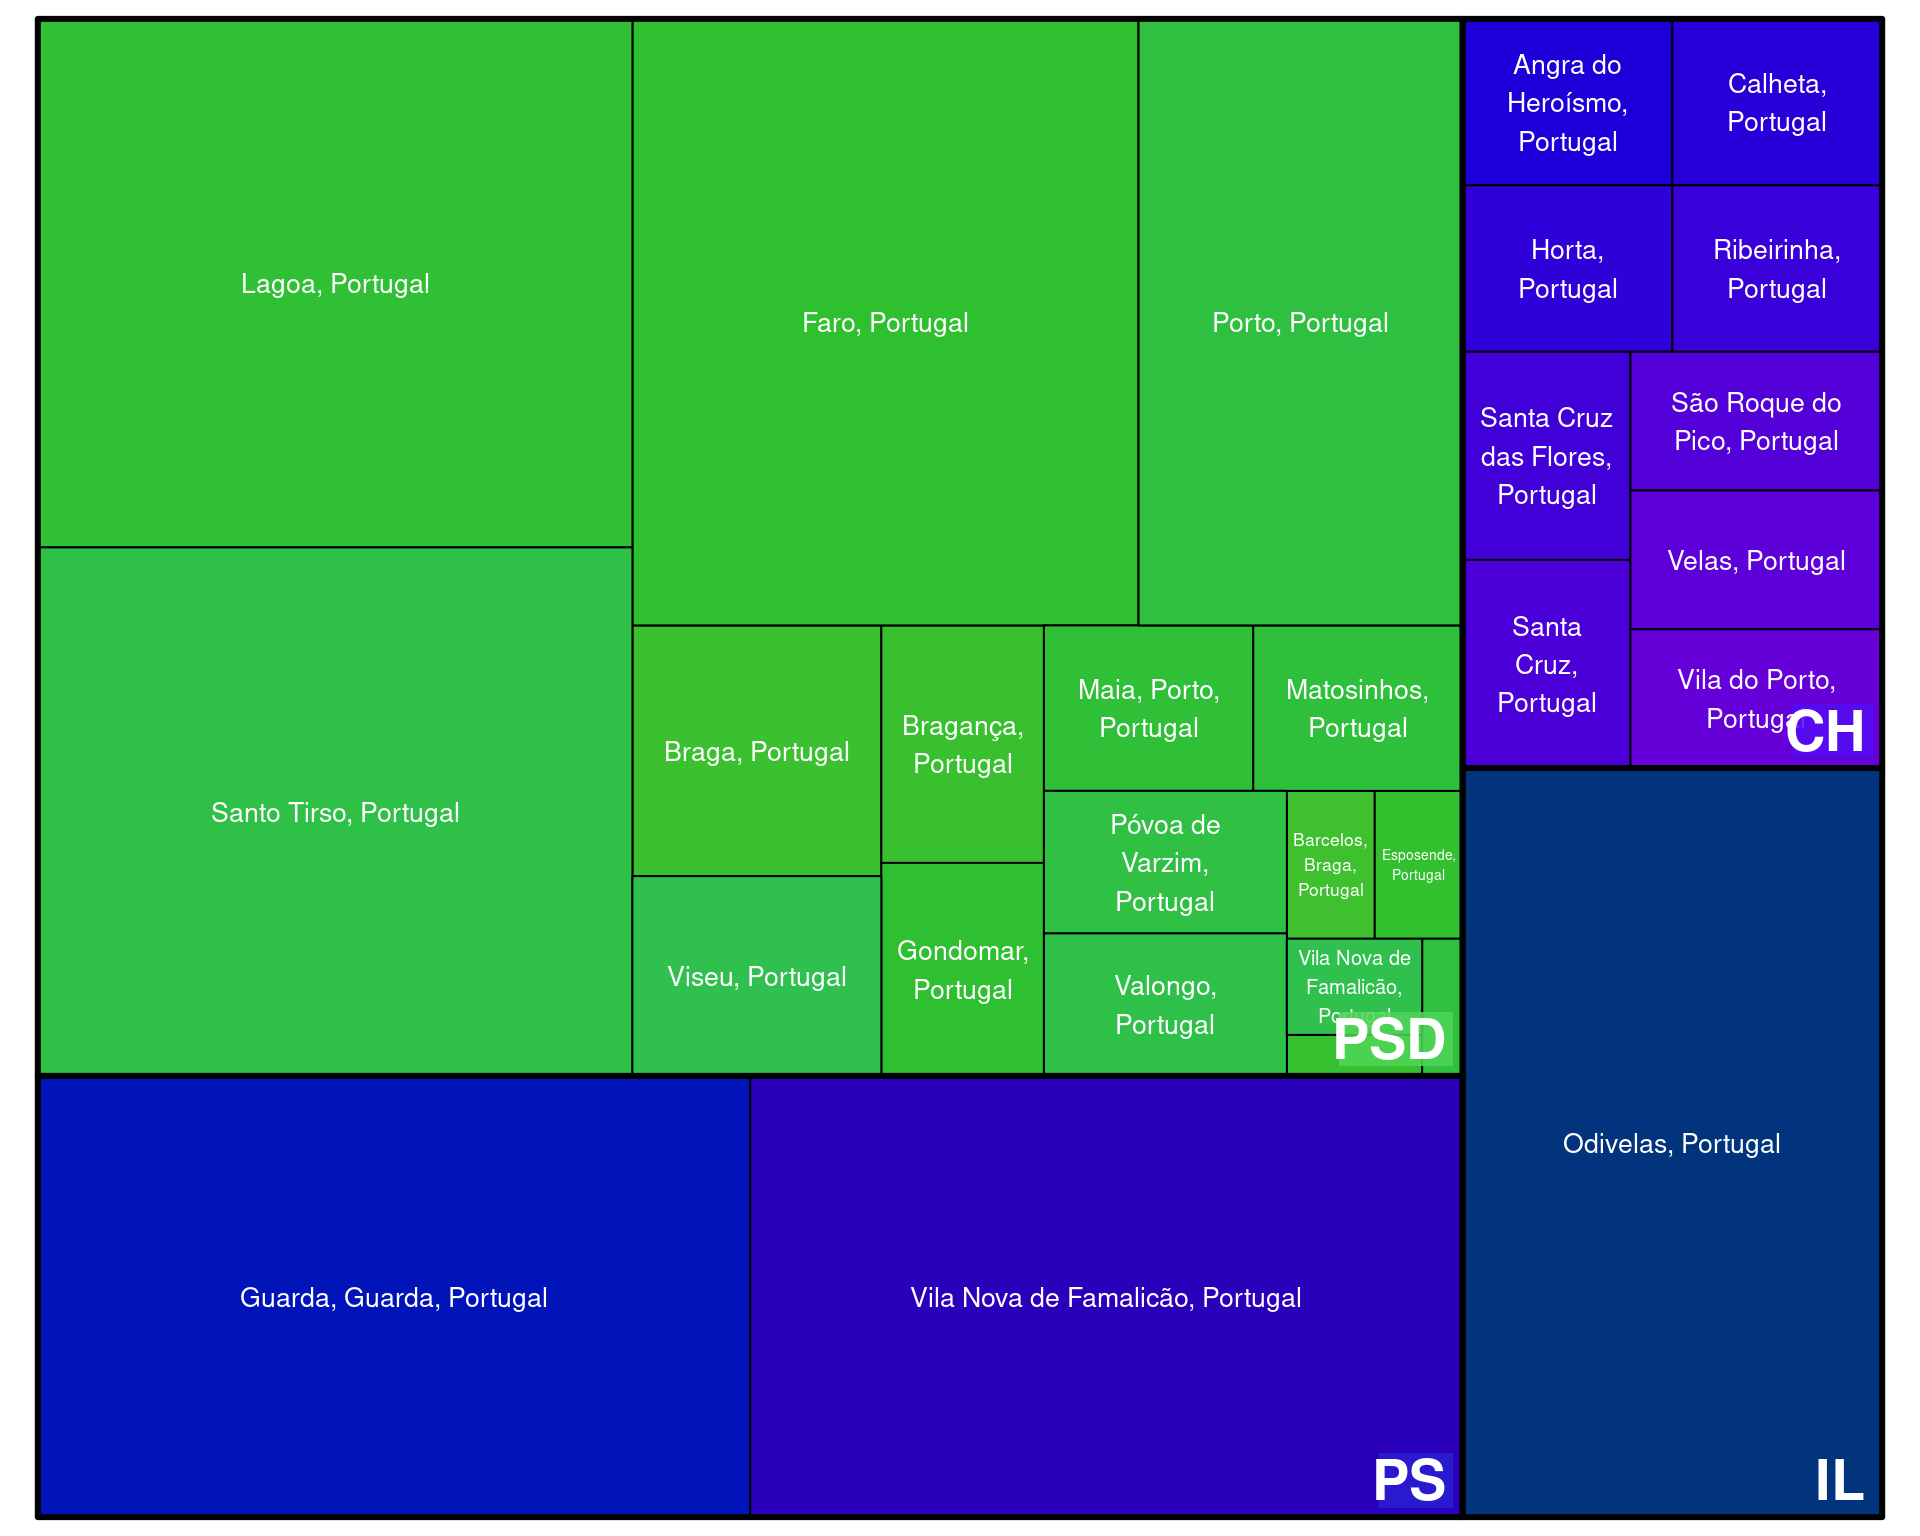 Lagoa, Portugal
Faro, Portugal
Porto, Portugal
Santo Tirso, Portugal
Braga, Portugal
Bragança,
Portugal
Maia, Porto,
Portugal
Matosinhos,
Portugal
Viseu, Portugal
Gondomar,
Portugal
Póvoa de
Varzim,
Portugal
Valongo,
Portugal
Barcelos,
Braga,
Portugal
Esposende,
Portugal
Vila Nova de
Famalicão,
Portugal
PSD
Angra do
Heroísmo,
Portugal
Calheta,
Portugal
Horta,
Portugal
Ribeirinha,
Portugal
Santa Cruz
das Flores,
Portugal
São Roque do
Pico, Portugal
Velas, Portugal
Santa
Cruz,
Portugal
Vila do Porto,
Portugal
CH
Guarda, Guarda, Portugal
Vila Nova de Famalicão, Portugal
PS
Odivelas, Portugal
IL